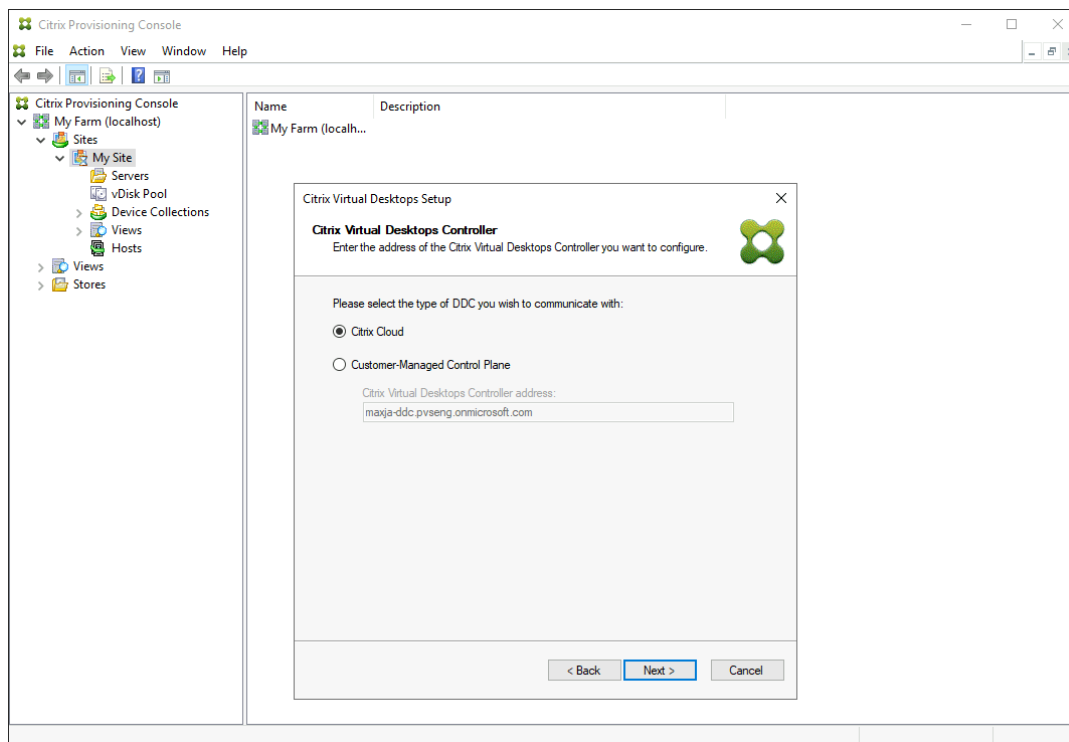 Citrix Provisioning Console
File Action View Window Help
Citrix Provisioning Console
My Farm (localhost)
Sites
My Site
Servers
vDisk Pool
Device Collections
Views
Hosts
Views
Stores
Name Description
My Farm (localh...
Citrix Virtual Desktops Setup
Citrix Virtual Desktops Controller
Enter the address of the Citrix Virtual Desktops Controller you want to configure.
Please select the type of DDC you wish to communicate with:
Citrix Cloud
Customer-Managed Control Plane
Citrix Virtual Desktops Controller address:
maxja-ddc.pvseng.onmicrosoft.com
< Back Next > Cancel